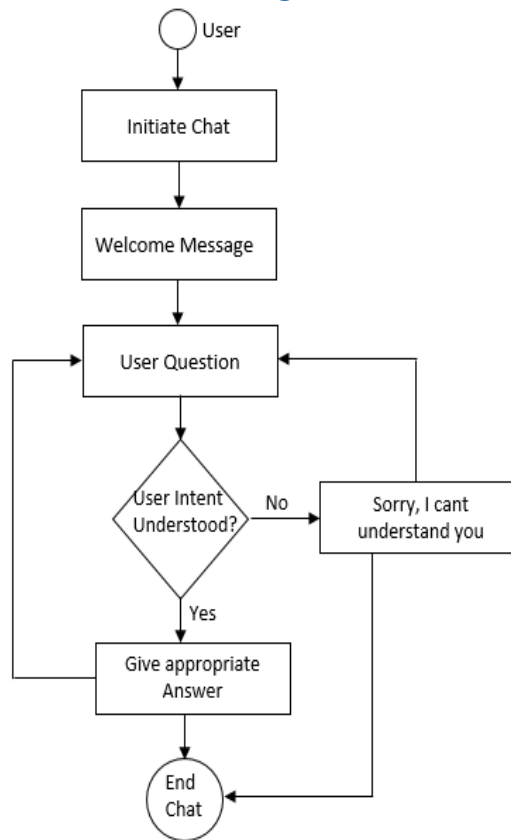 User
Initiate Chat
Welcome Message
User Question
User Intent
Understood?
No
Sorry, I cant
understand you
Yes
Give appropriate
Answer
End
Chat